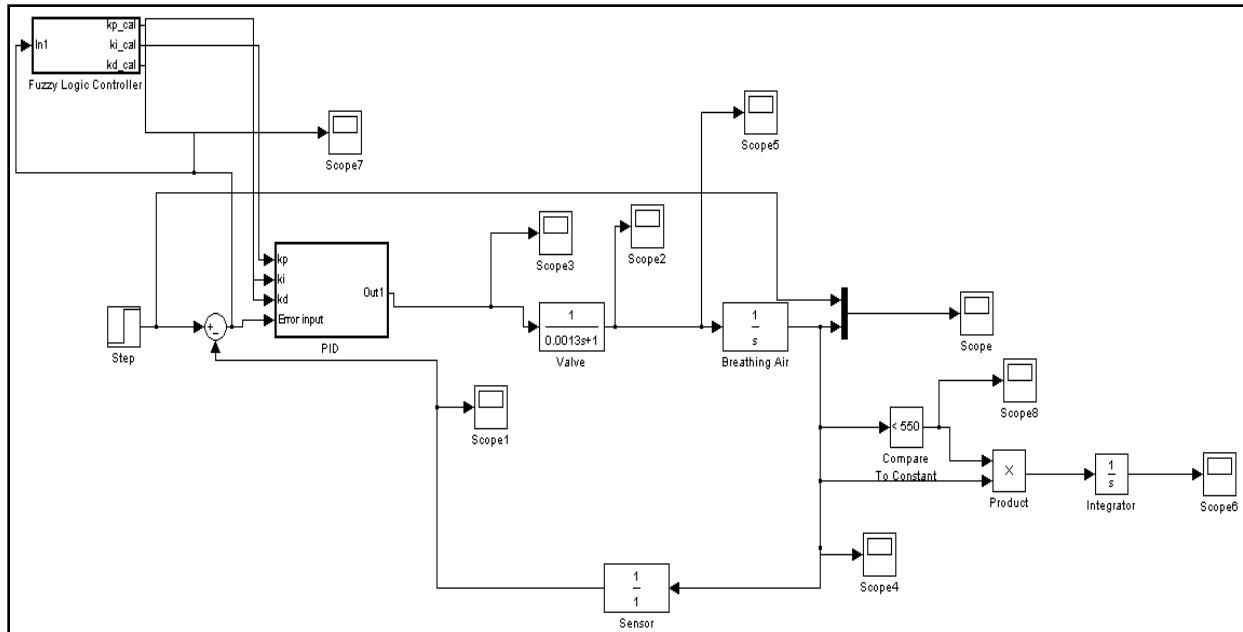 kp_cal
In1
ki_cal
kd_cal
Fuzzy Logic Controller
Scope7
Scope5
kp
ki
kd
Error input
Out1
PID
Scope3
Scope2
Step
+
-
1
0.0013s+1
Valve
1
s
Breathing Air
Scope
Scope1
Scope8
< 550
Compare
To Constant
X
Product
1
s
Integrator
Scope6
Scope4
1
1
Sensor